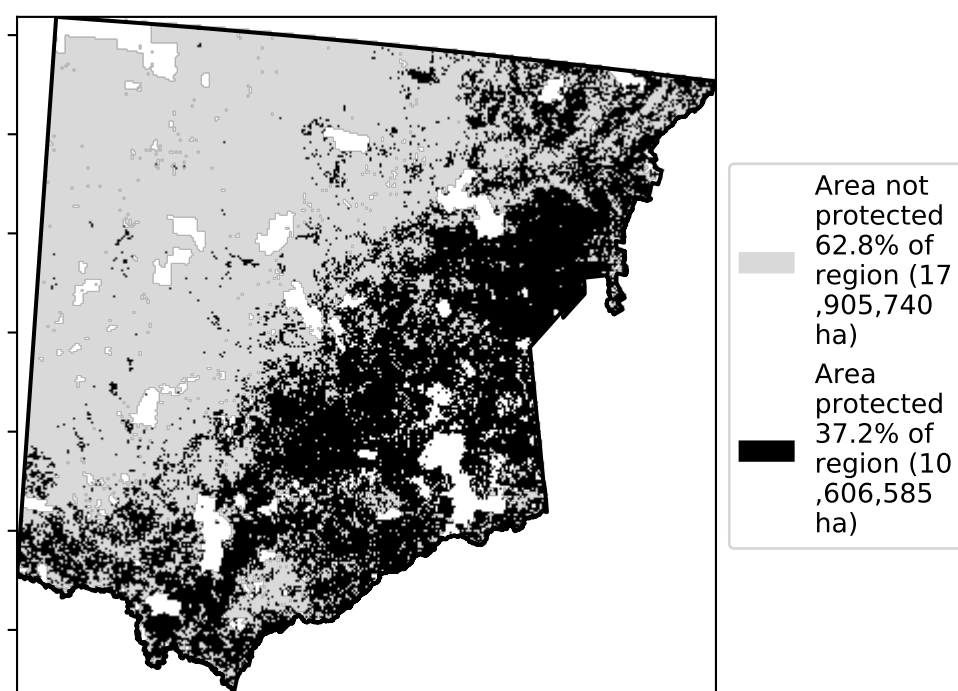 Area not
protected
62.8% of
region (17
,905,740
ha)
Area
protected
37.2% of
region (10
,606,585
ha)